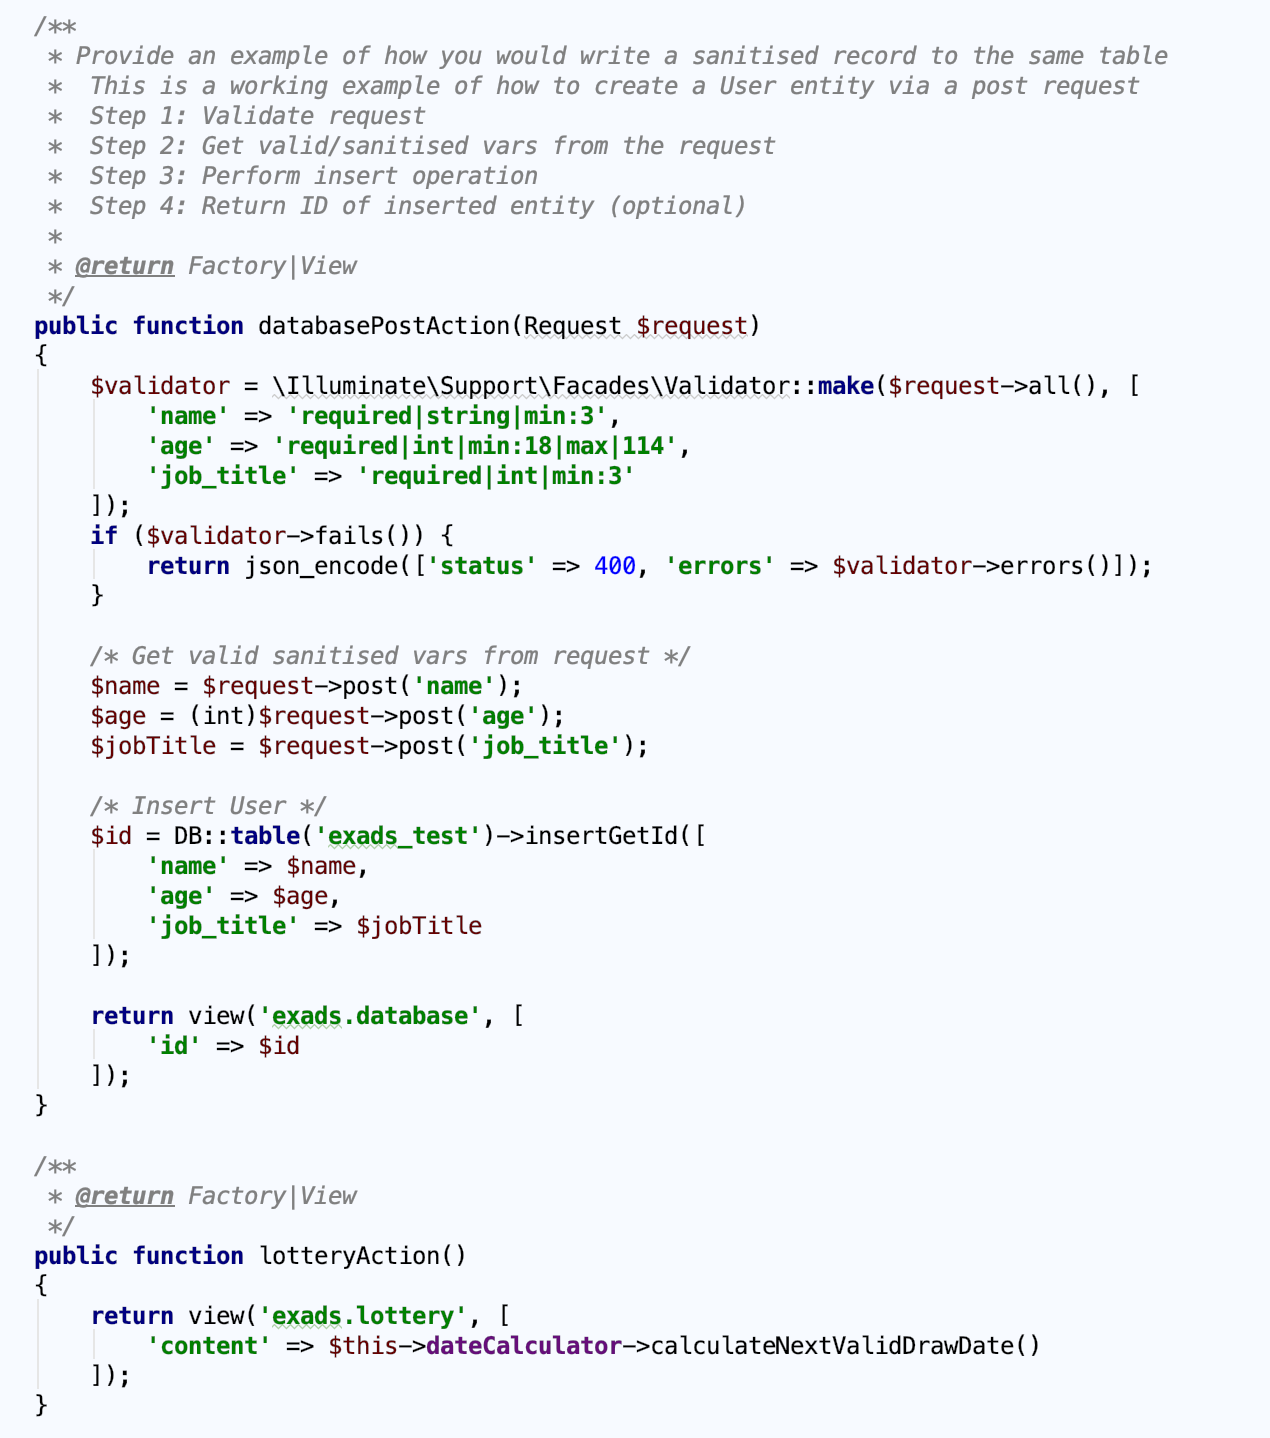 /**
 * Provide an example of how you would write a sanitised record to the same table
 *  This is a working example of how to create a User entity via a post request
 *  Step 1: Validate request
 *  Step 2: Get valid/sanitised vars from the request
 *  Step 3: Perform insert operation
 *  Step 4: Return ID of inserted entity (optional)
 *
 * @return Factory|View
 */
public function databasePostAction(Request $request)
{
    $validator = \Illuminate\Support\Facades\Validator::make($request->all(), [
        'name' => 'required|string|min:3',
        'age' => 'required|int|min:18|max|114',
        'job_title' => 'required|int|min:3'
    ]);
    if ($validator->fails()) {
        return json_encode(['status' => 400, 'errors' => $validator->errors()]);
    }

    /* Get valid sanitised vars from request */
    $name = $request->post('name');
    $age = (int)$request->post('age');
    $jobTitle = $request->post('job_title');

    /* Insert User */
    $id = DB::table('exads_test')->insertGetId([
        'name' => $name,
        'age' => $age,
        'job_title' => $jobTitle
    ]);

    return view('exads.database', [
        'id' => $id
    ]);
}

/**
 * @return Factory|View
 */
public function lotteryAction()
{
    return view('exads.lottery', [
        'content' => $this->dateCalculator->calculateNextValidDrawDate()
    ]);
}